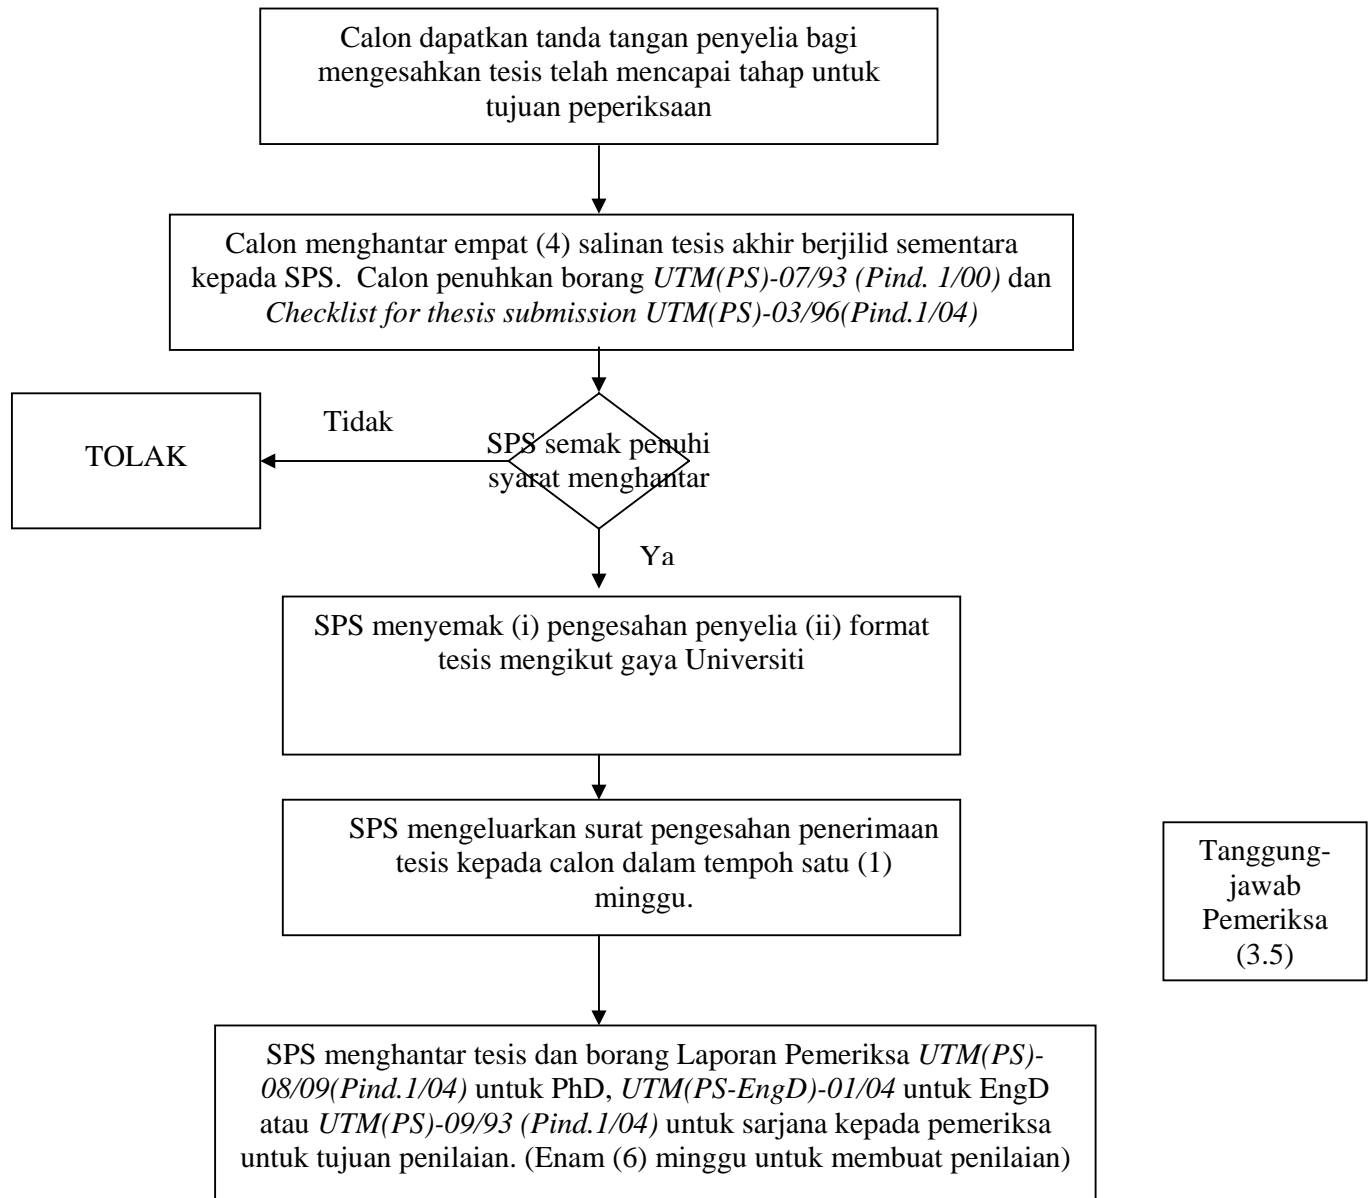 Calon dapatkan tanda tangan penyelia bagi
mengesahkan tesis telah mencapai tahap untuk
tujuan peperiksaan
Calon menghantar empat (4) salinan tesis akhir berjilid sementara
kepada SPS.  Calon penuhkan borang UTM(PS)-07/93 (Pind. 1/00) dan
Checklist for thesis submission UTM(PS)-03/96(Pind.1/04)
TOLAK
Tidak
SPS semak penuhi
syarat menghantar
Ya
SPS menyemak (i) pengesahan penyelia (ii) format
tesis mengikut gaya Universiti
SPS mengeluarkan surat pengesahan penerimaan
tesis kepada calon dalam tempoh satu (1)
minggu.
Tanggung-
jawab
Pemeriksa
(3.5)
SPS menghantar tesis dan borang Laporan Pemeriksa UTM(PS)-
08/09(Pind.1/04) untuk PhD, UTM(PS-EngD)-01/04 untuk EngD
atau UTM(PS)-09/93 (Pind.1/04) untuk sarjana kepada pemeriksa
untuk tujuan penilaian. (Enam (6) minggu untuk membuat penilaian)